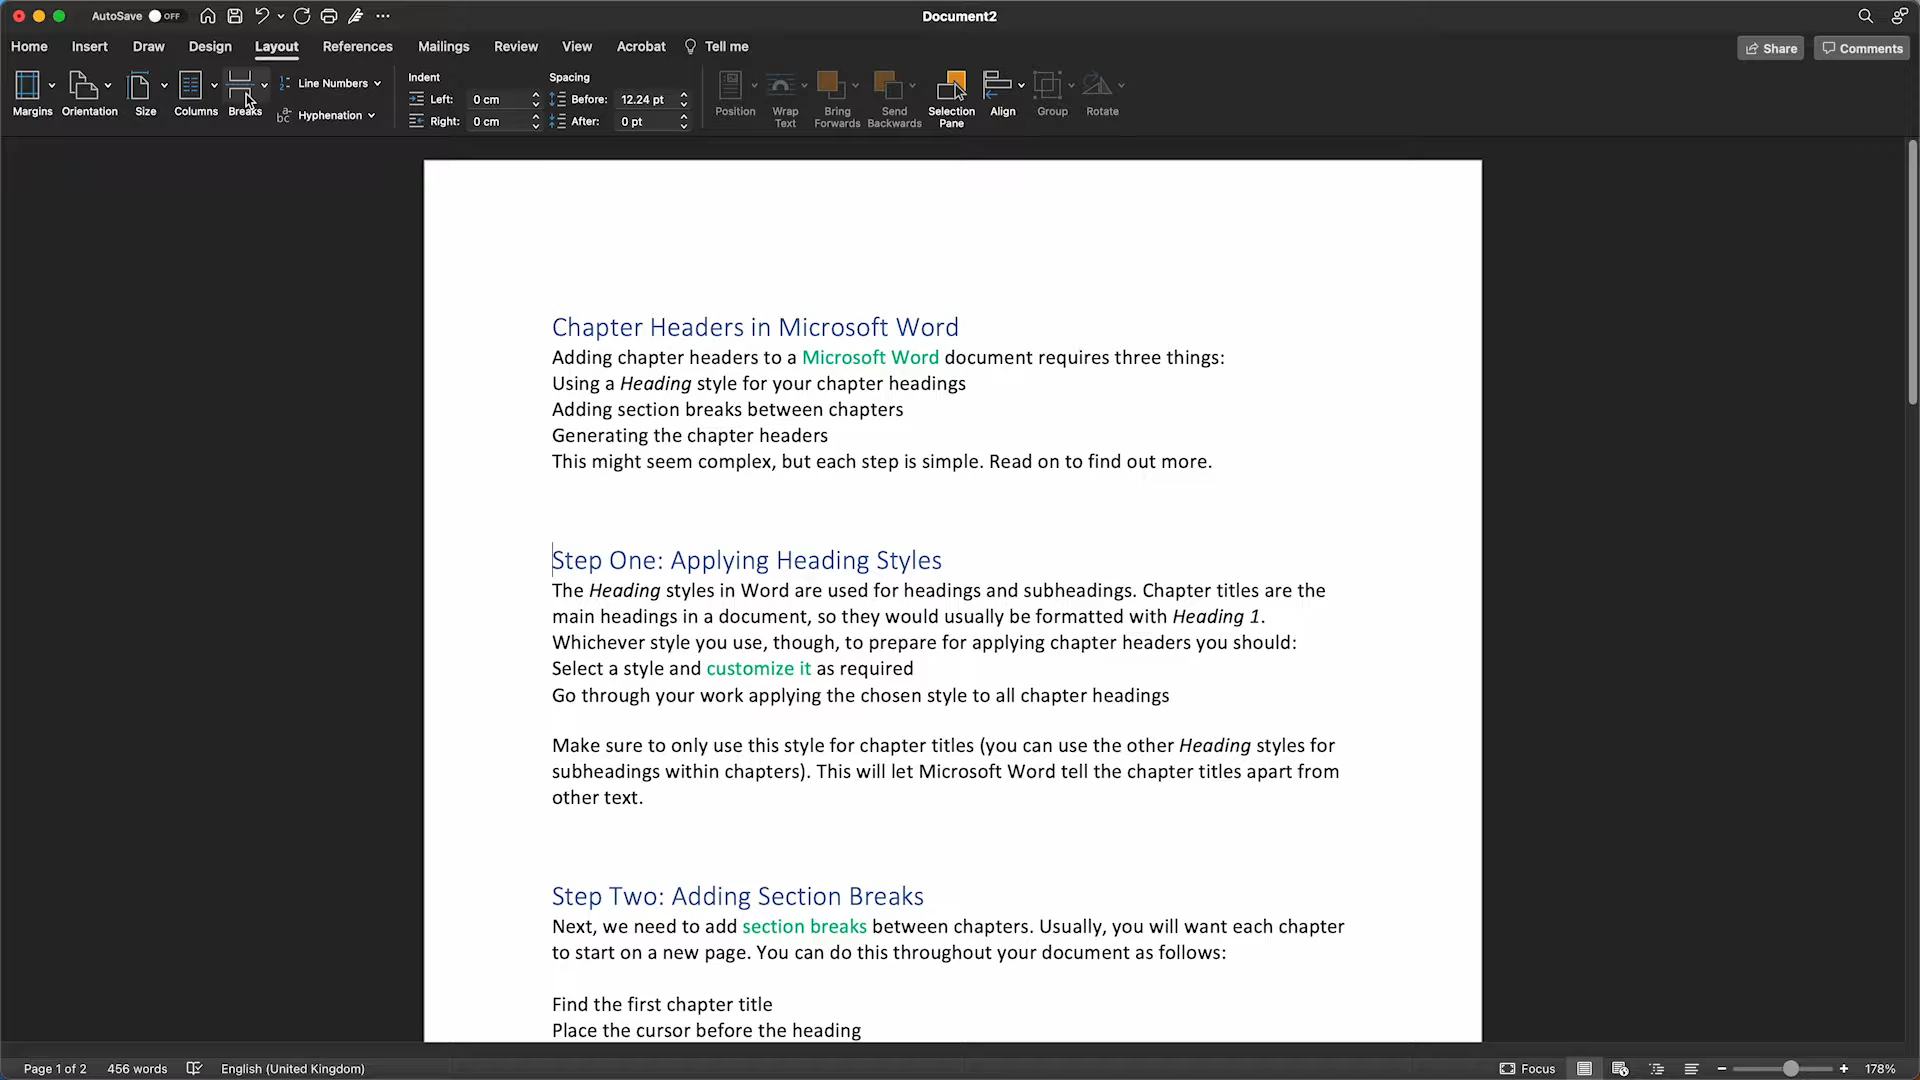 AutoSave OFF
Document2
Home Insert Draw Design Layout References Mailings Review View Acrobat Tell me
Share Comments
Margins Orientation Size Columns Breaks
Line Numbers
Hyphenation
Indent
Left: 0 cm
Right: 0 cm
Spacing
Before: 12.24 pt
After: 0 pt
Position
Wrap Text
Bring Forwards
Send Backwards
Selection Pane
Align
Group
Rotate
Chapter Headers in Microsoft Word
Adding chapter headers to a Microsoft Word document requires three things:
Using a Heading style for your chapter headings
Adding section breaks between chapters
Generating the chapter headers
This might seem complex, but each step is simple. Read on to find out more.
Step One: Applying Heading Styles
The Heading styles in Word are used for headings and subheadings. Chapter titles are the
main headings in a document, so they would usually be formatted with Heading 1.
Whichever style you use, though, to prepare for applying chapter headers you should:
Select a style and customize it as required
Go through your work applying the chosen style to all chapter headings
Make sure to only use this style for chapter titles (you can use the other Heading styles for
subheadings within chapters). This will let Microsoft Word tell the chapter titles apart from
other text.
Step Two: Adding Section Breaks
Next, we need to add section breaks between chapters. Usually, you will want each chapter
to start on a new page. You can do this throughout your document as follows:
Find the first chapter title
Place the cursor before the heading
Page 1 of 2 456 words English (United Kingdom) Focus 178%